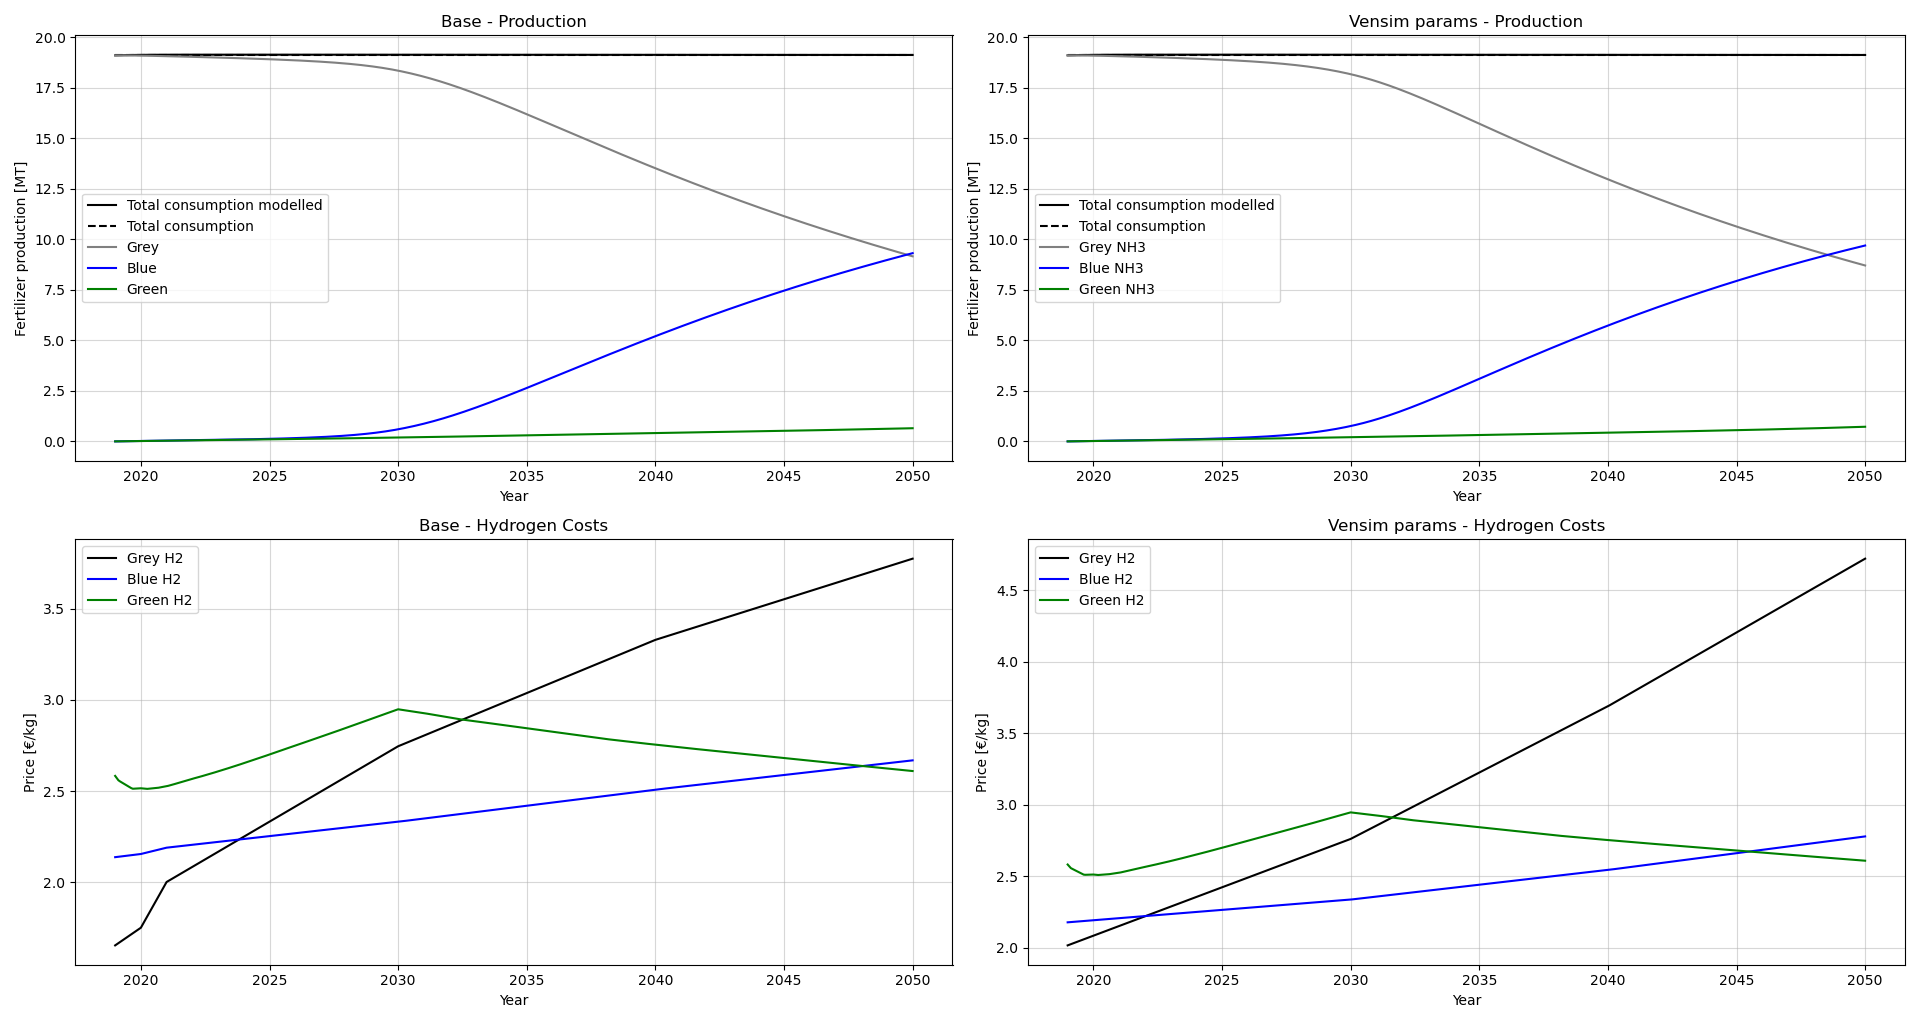 Base - Production
Fertilizer production [MT]
20.0
17.5
15.0
12.5
10.0
7.5
5.0
2.5
0.0
Total consumption modelled
Total consumption
Grey
Blue
Green
2020 2025 2030 2035 2040 2045 2050
Year
Vensim params - Production
Fertilizer production [MT]
20.0
17.5
15.0
12.5
10.0
7.5
5.0
2.5
0.0
Total consumption modelled
Total consumption
Grey NH3
Blue NH3
Green NH3
2020 2025 2030 2035 2040 2045 2050
Year
Base - Hydrogen Costs
Price [€/kg]
3.5
3.0
2.5
2.0
Grey H2
Blue H2
Green H2
2020 2025 2030 2035 2040 2045 2050
Year
Vensim params - Hydrogen Costs
Price [€/kg]
4.5
4.0
3.5
3.0
2.5
2.0
Grey H2
Blue H2
Green H2
2020 2025 2030 2035 2040 2045 2050
Year